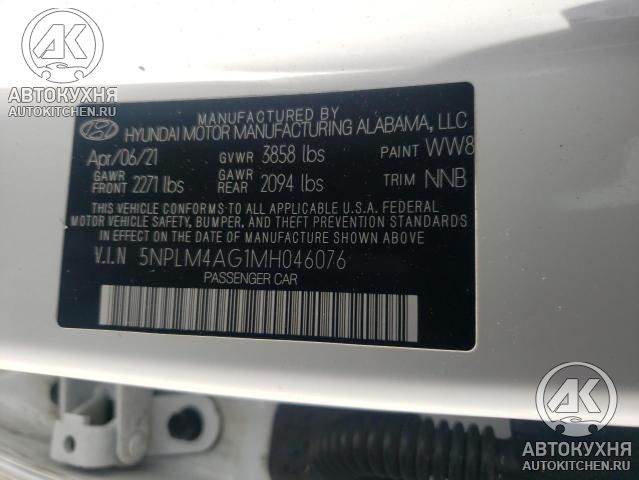 АВТОКУХНЯ
AUTOKITCHEN.RU
MANUFACTURED BY
HYUNDAI MOTOR MANUFACTURING ALABAMA, LLC
Apr/06/21 GVWR 3858 lbs PAINT WW8
GAWR FRONT 2271 lbs GAWR REAR 2094 lbs TRIM NNB
THIS VEHICLE CONFORMS TO ALL APPLICABLE U.S.A. FEDERAL
MOTOR VEHICLE SAFETY, BUMPER, AND THEFT PREVENTION STANDARDS
IN EFFECT ON THE DATE OF MANUFACTURE SHOWN ABOVE.
V.I.N 5NPLM4AG1MH046076
PASSENGER CAR
АК
АВТОКУХНЯ
AUTOKITCHEN.RU